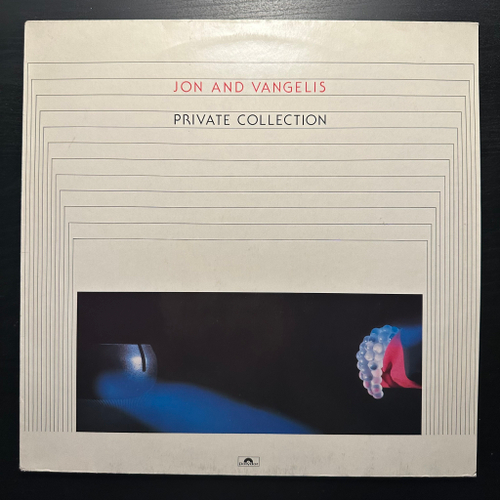 JON AND VANGELIS
PRIVATE COLLECTION